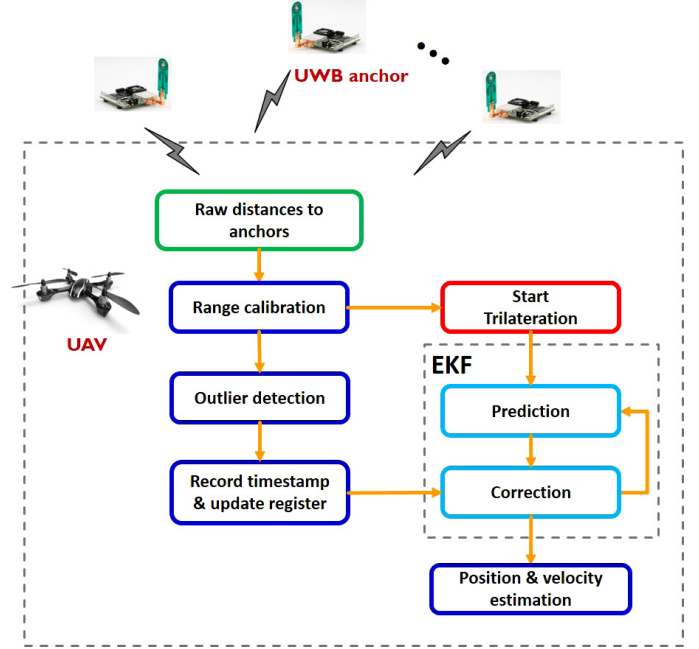 UWB anchor
Raw distances to
anchors
Range calibration
Start
Trilateration
UAV
EKF
Outlier detection
Prediction
Record timestamp
& update register
Correction
Position & velocity
estimation